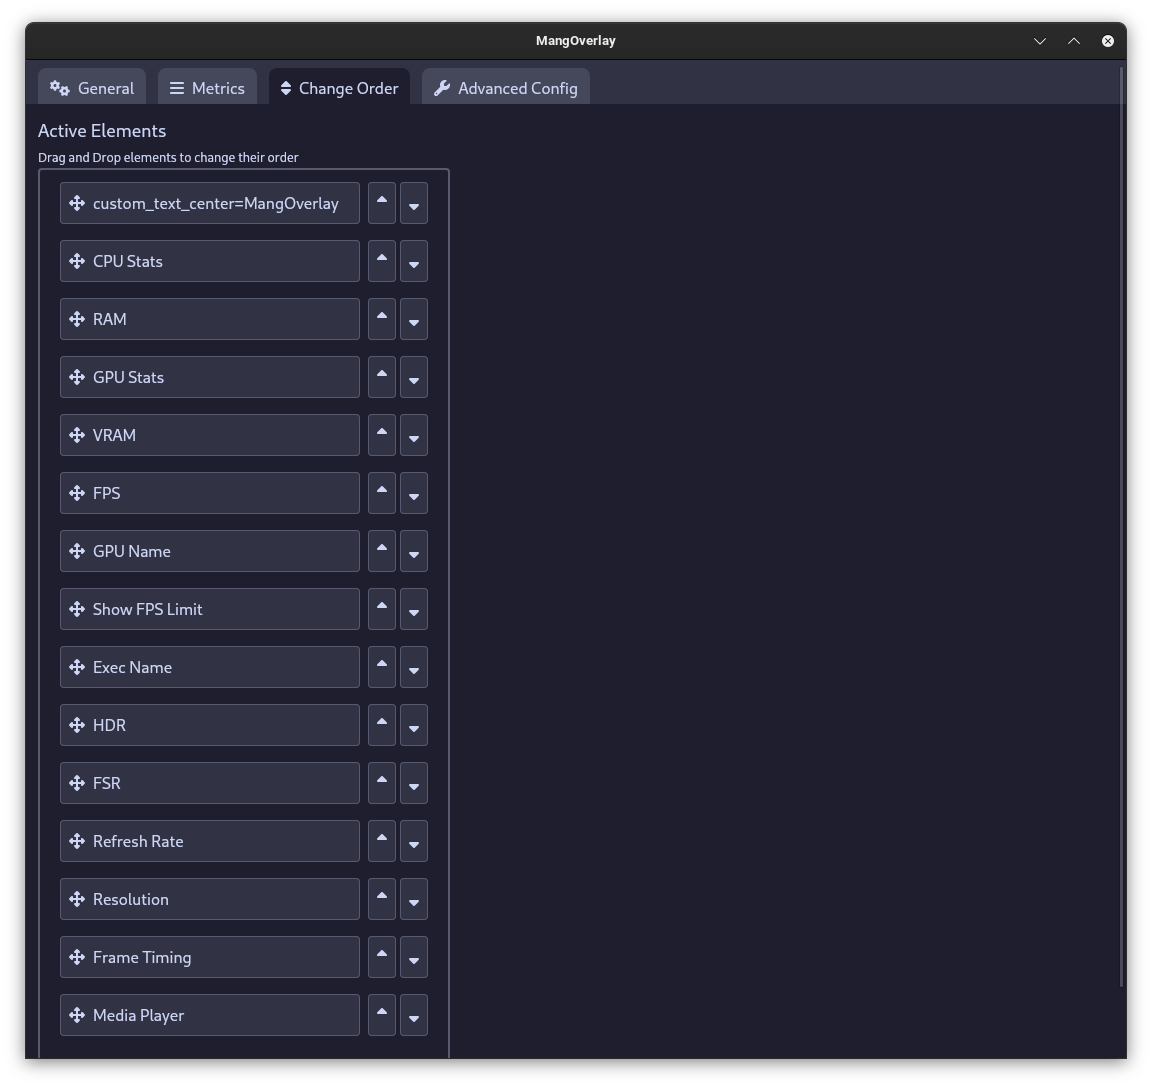 MangOverlay
General
Metrics
Change Order
Advanced Config
Active Elements
Drag and Drop elements to change their order
custom_text_center=MangOverlay
CPU Stats
RAM
GPU Stats
VRAM
FPS
GPU Name
Show FPS Limit
Exec Name
HDR
FSR
Refresh Rate
Resolution
Frame Timing
Media Player